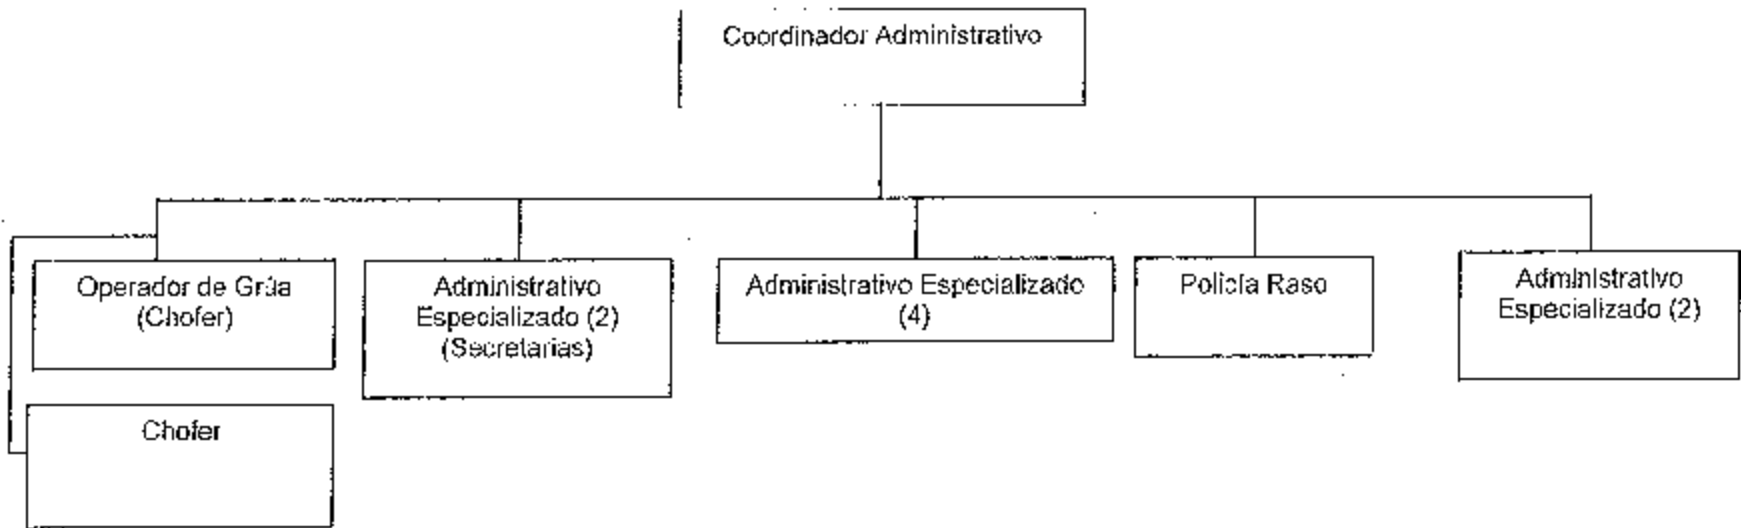 Coordinador Administrativo
Operador de Grúa
(Chofer)
Administrativo
Especializado (2)
(Secretarias)
Administrativo Especializado
(4)
Policía Raso
Administrativo
Especializado (2)
Chofer